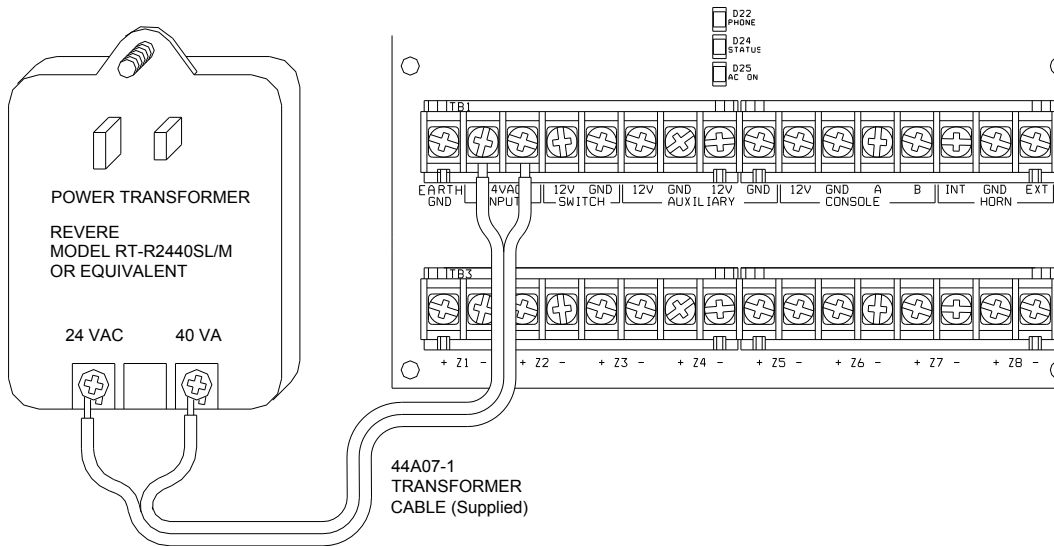 D22
PHONE
D24
STATUS
D25
AC ON
TB1
EARTH GND
4VAC INPUT
12V GND
SWITCH
12V GND 12V GND
AUXILIARY
12V GND A B
CONSOLE
INT GND EXT
HORN
POWER TRANSFORMER
REVERE
MODEL RT-R2440SL/M
OR EQUIVALENT
24 VAC 40 VA
TB3
+ Z1 - + Z2 - + Z3 - + Z4 - + Z5 - + Z6 - + Z7 - + Z8 -
44A07-1
TRANSFORMER
CABLE (Supplied)